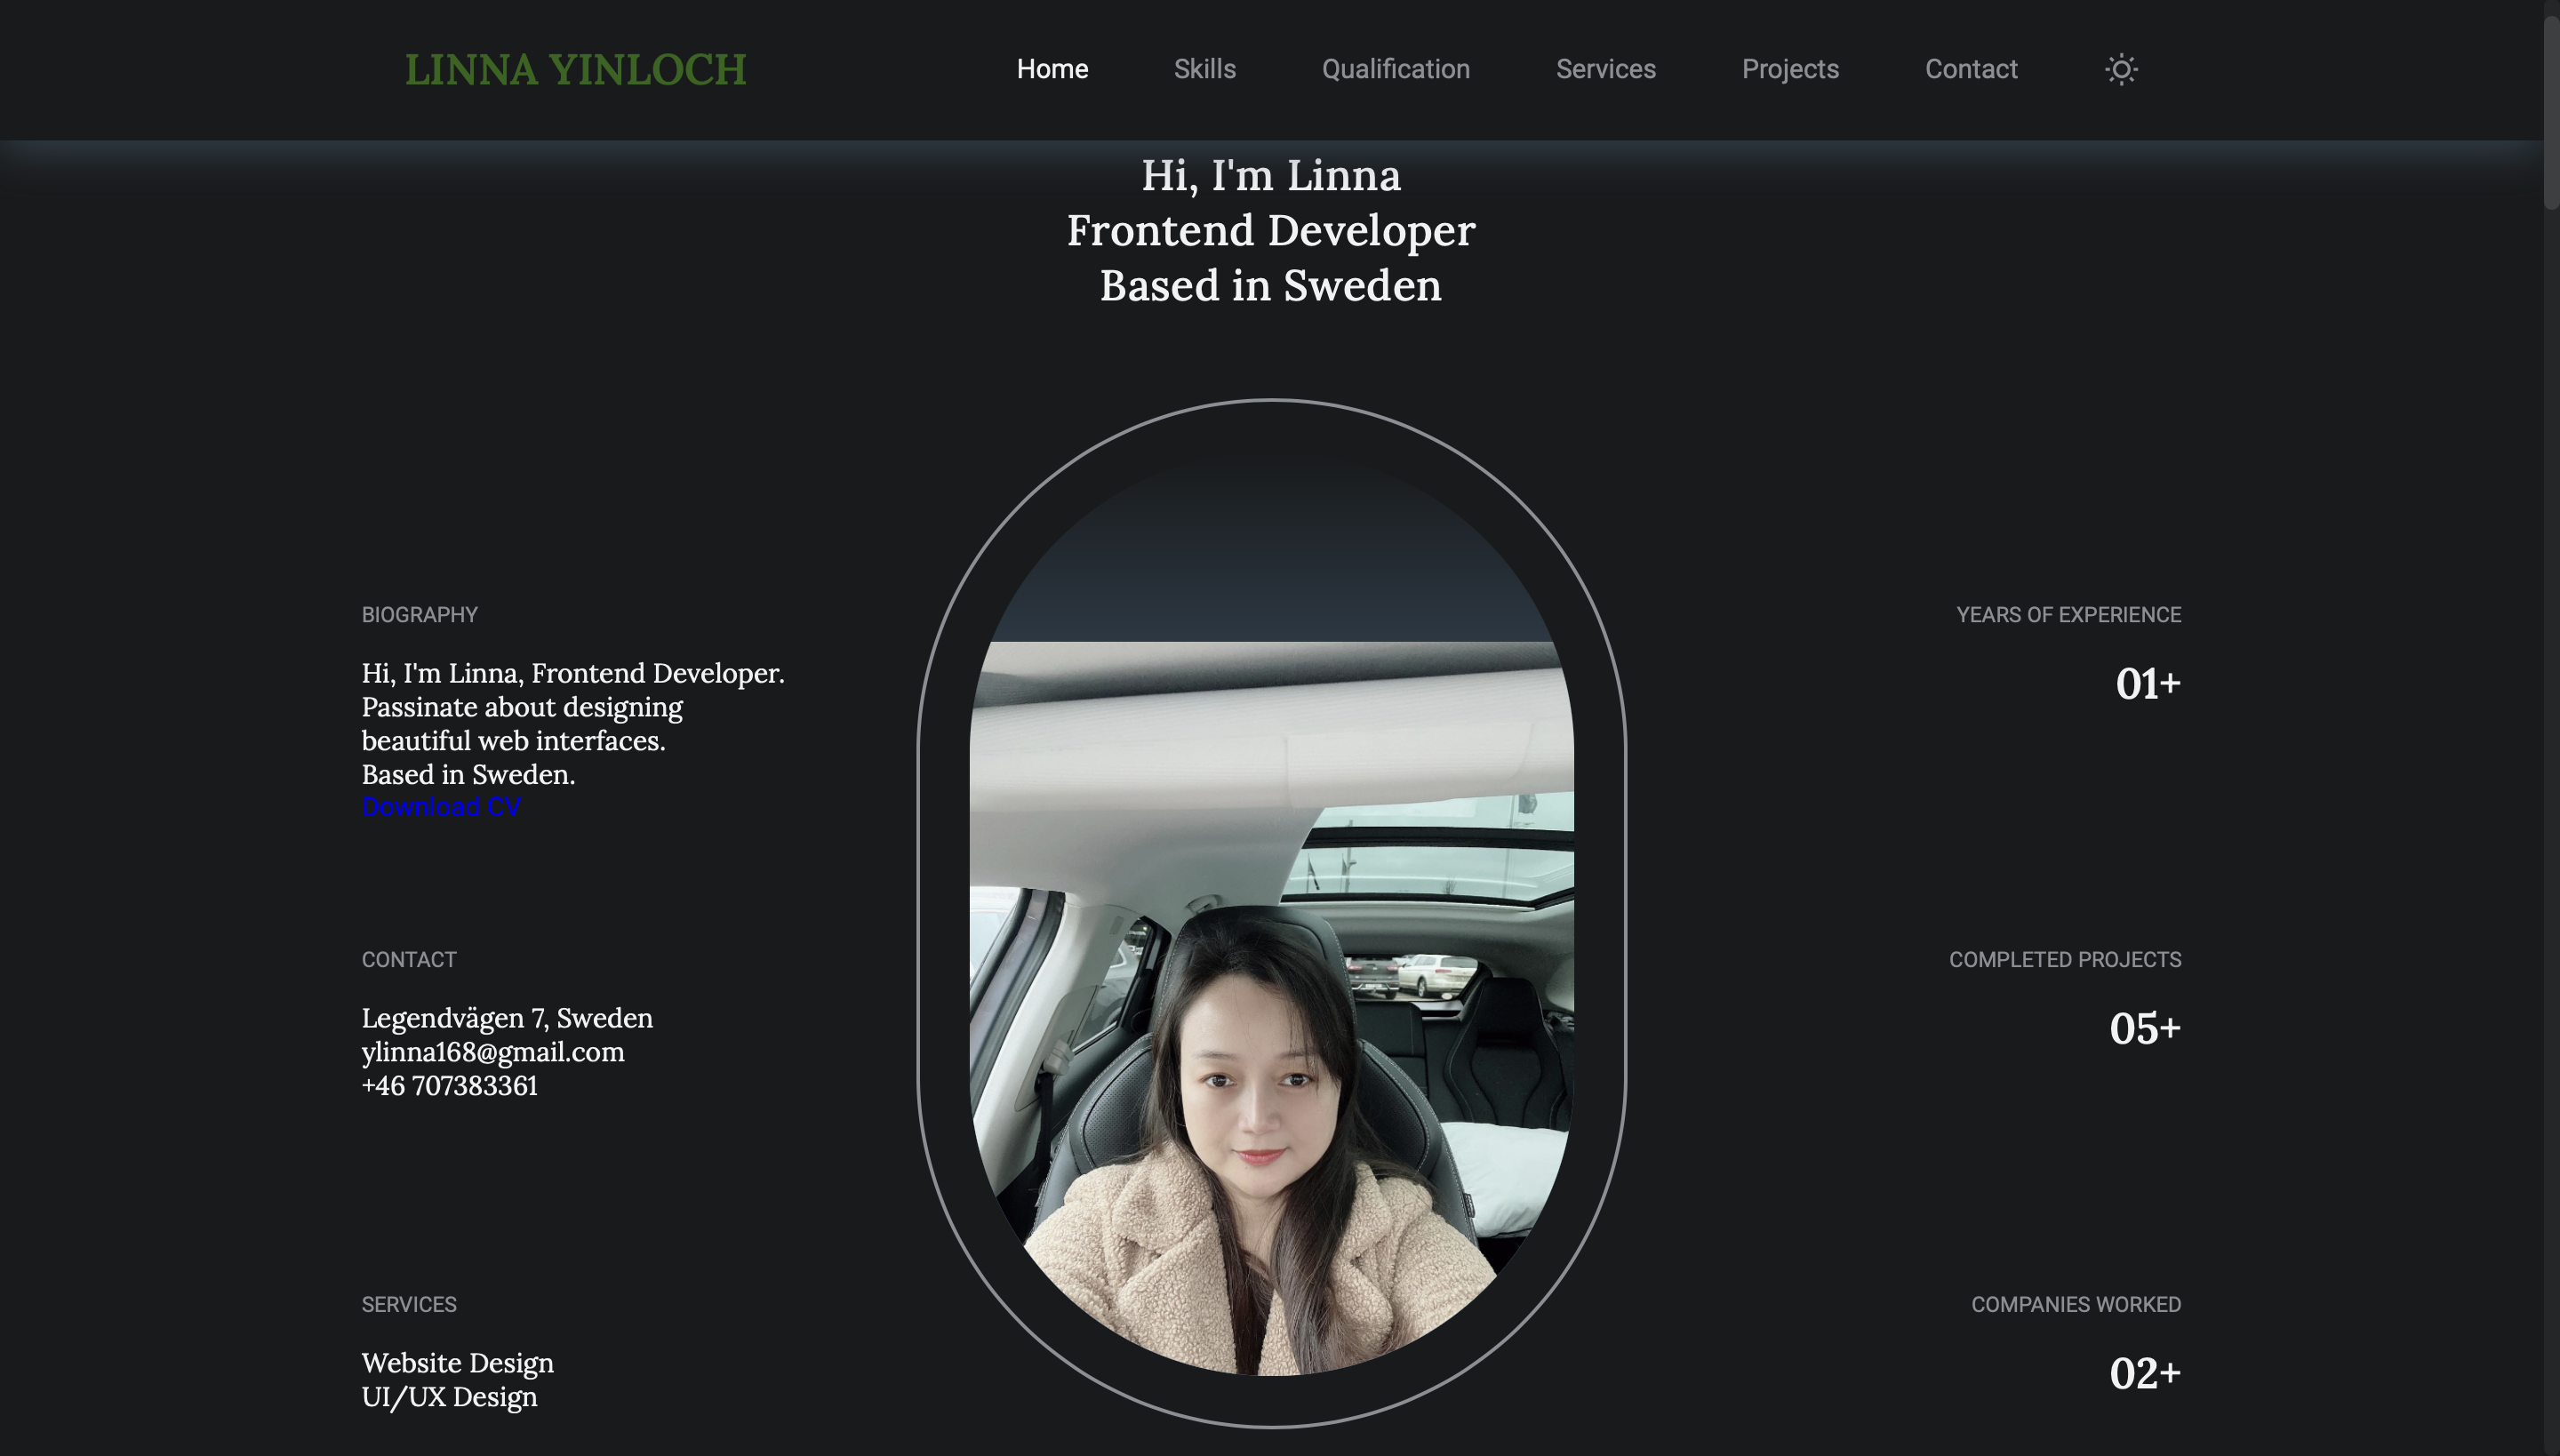 LINNA YINLOCH
Home Skills Qualification Services Projects Contact
Hi, I'm Linna
Frontend Developer
Based in Sweden
BIOGRAPHY
Hi, I'm Linna, Frontend Developer.
Passinate about designing
beautiful web interfaces.
Based in Sweden.
Download CV
CONTACT
Legendvägen 7, Sweden
ylinna168@gmail.com
+46 707383361
SERVICES
Website Design
UI/UX Design
YEARS OF EXPERIENCE
01+
COMPLETED PROJECTS
05+
COMPANIES WORKED
02+